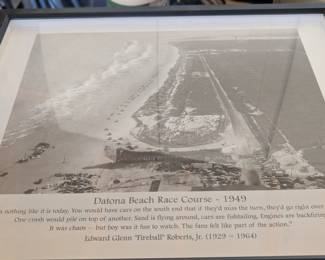 Datona Beach Race Course - 1949
nothing like it is today. You would have cars on the south end that if they'd miss the turn, they'd go right over
One crash would pile on top of another. Sand is flying around, cars are fishtailing, Engines are backfiring
It was chaos - but boy was it fun to watch. The fans felt like part of the action."
Edward Glenn "Fireball" Roberts, Jr. (1929 - 1964)